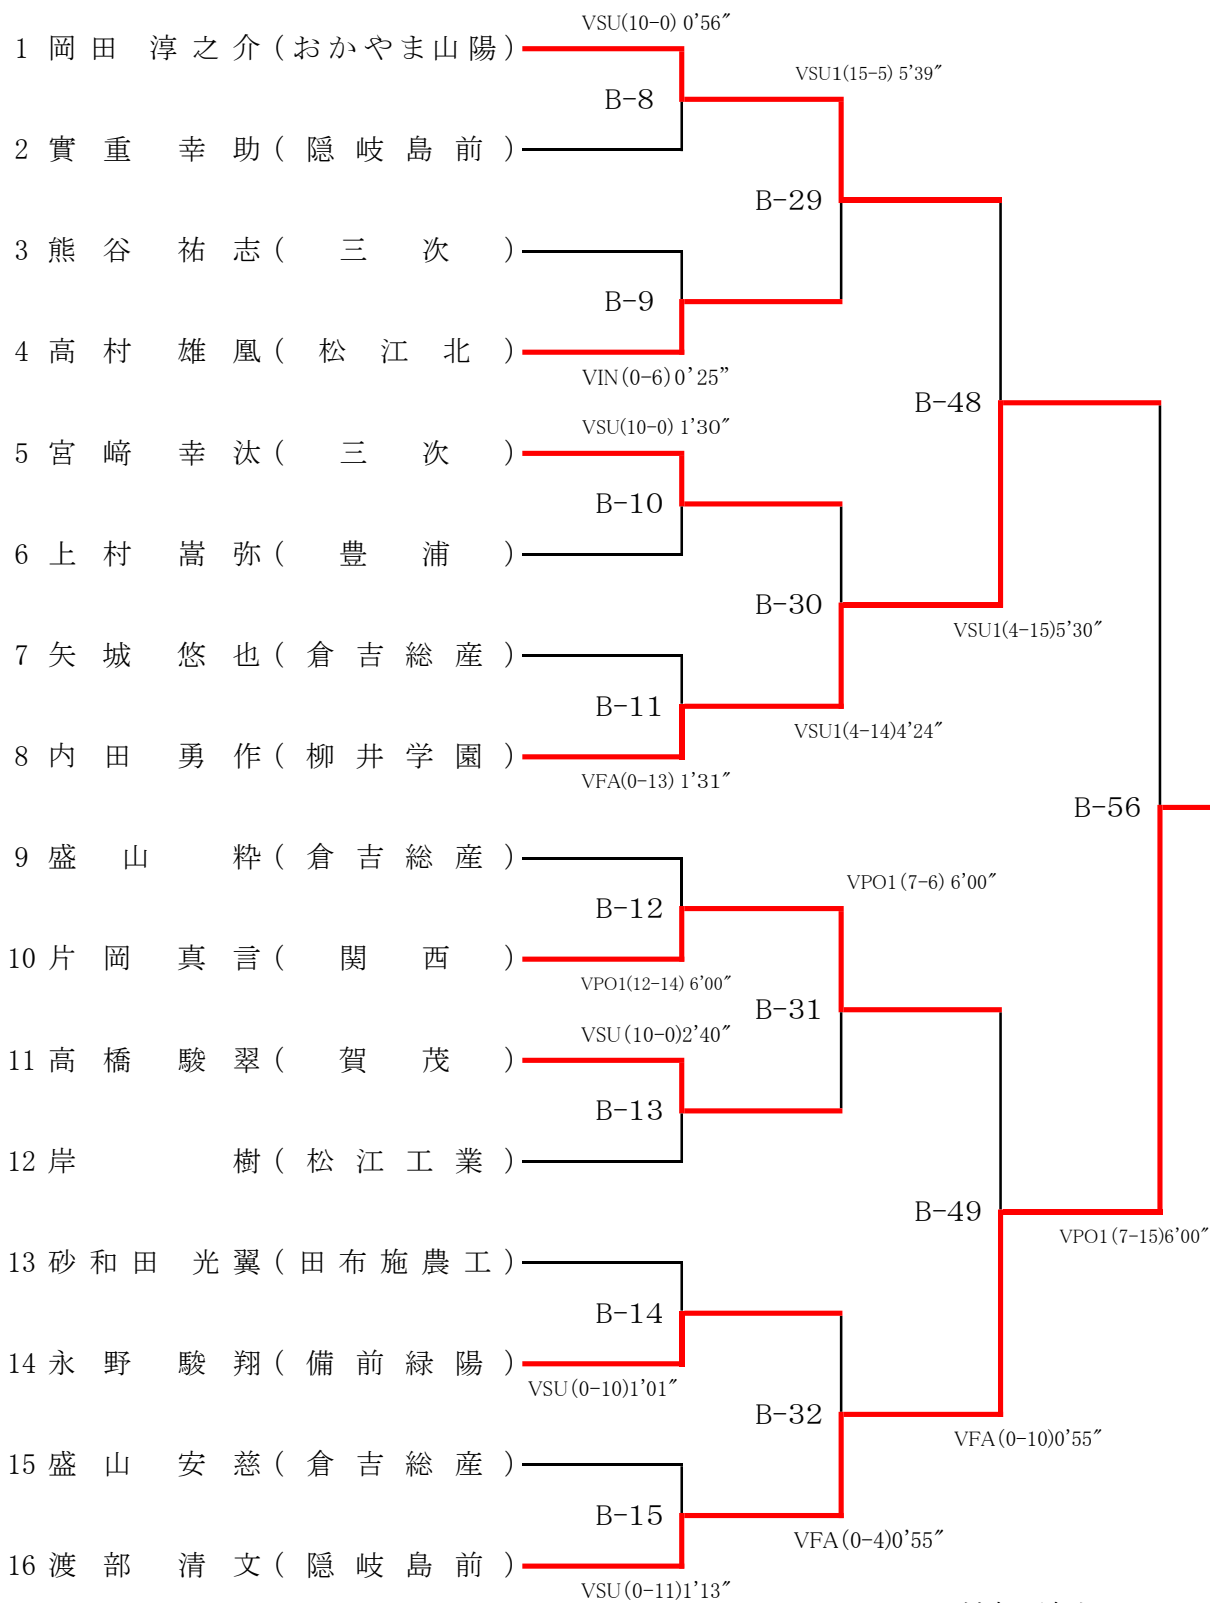 VSU(10-0) 0′56″
1 岡田 淳之介(おかやま山陽)
VSU1(15-5) 5′39″
B-8
2 實重 幸助(隠岐島前)
B-29
3 熊谷 祐志(三次)
B-9
4 高村 雄凰(松江北)
VIN(0-6)0’25”
B-48
VSU(10-0) 1′30″
5 宮﨑 幸汰(三次)
B-10
6 上村 嵩弥(豊浦)
B-30
VSU1(4-15)5′30″
7 矢城 悠也(倉吉総産)
B-11
VSU1(4-14)4′24″
8 内田 勇作(柳井学園)
VFA(0-13) 1′31″
B-56
9 盛山 粋(倉吉総産)
VPO1(7-6) 6′00″
B-12
10 片岡 真言(関西)
VPO1(12-14) 6′00″
B-31
VSU(10-0)2′40″
11 高橋 駿翠(賀茂)
B-13
12 岸 樹(松江工業)
B-49
VPO1(7-15)6′00″
13 砂和田 光翼(田布施農工)
B-14
14 永野 駿翔(備前緑陽)
VSU(0-10)1′01″
B-32
VFA(0-10)0′55″
15 盛山 安慈(倉吉総産)
B-15
VFA(0-4)0′55″
16 渡部 清文(隠岐島前)
VSU(0-11)1′13″